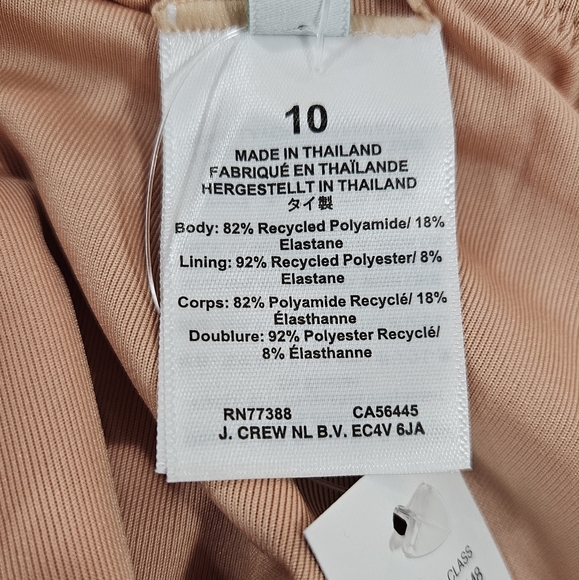 10
MADE IN THAILAND
FABRIQUÉ EN THAÏLANDE
HERGESTELLT IN THAILAND
タイ製
Body: 82% Recycled Polyamide/ 18%
Elastane
Lining: 92% Recycled Polyester/ 8%
Elastane
Corps: 82% Polyamide Recyclé/ 18%
Élasthanne
Doublure: 92% Polyester Recyclé/
8% Élasthanne
RN77388 CA56445
J. CREW NL B.V. EC4V 6JA
CLASS
48